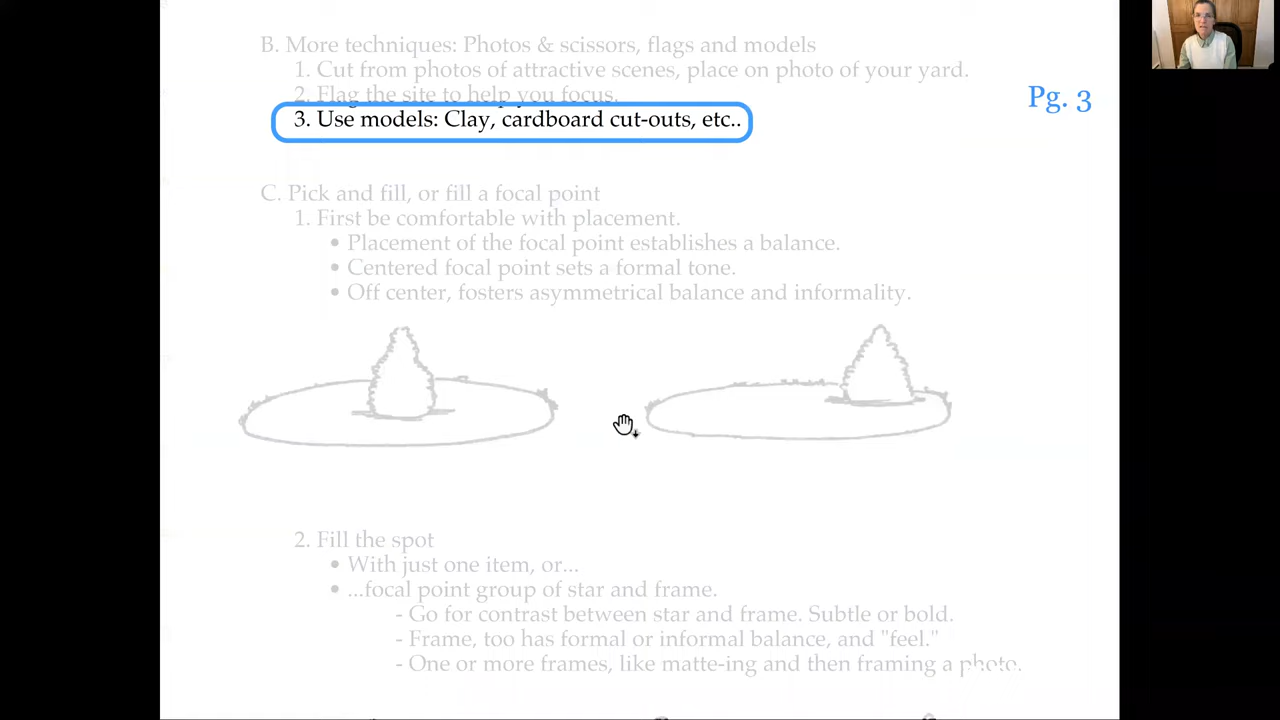 B. More techniques: Photos & scissors, flags and models
1. Cut from photos of attractive scenes, place on photo of your yard.
2. Flag the site to help you focus.
Pg. 3
3. Use models: Clay, cardboard cut-outs, etc..
C. Pick and fill, or fill a focal point
1. First be comfortable with placement.
• Placement of the focal point establishes a balance.
• Centered focal point sets a formal tone.
• Off center, fosters asymmetrical balance and informality.
2. Fill the spot
• With just one item, or...
• ...focal point group of star and frame.
- Go for contrast between star and frame. Subtle or bold.
- Frame, too has formal or informal balance, and "feel."
- One or more frames, like matte-ing and then framing a photo.